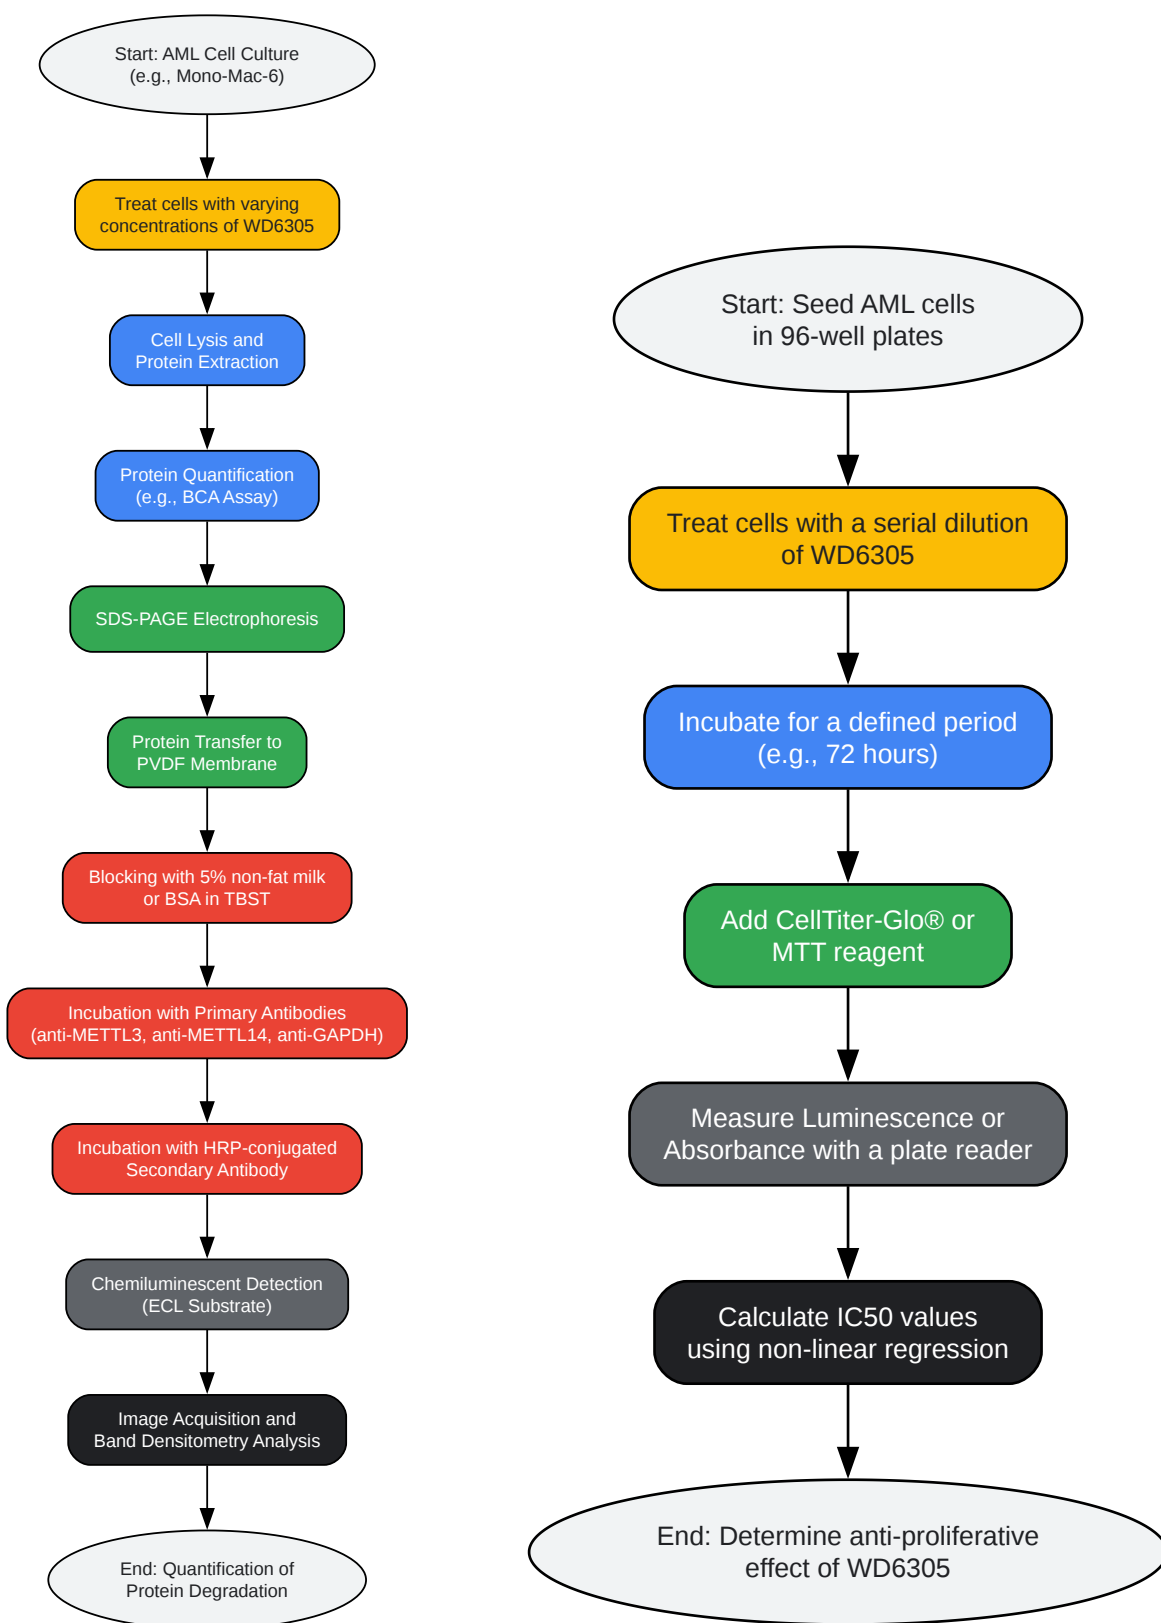 Start: AML Cell Culture
(e.g., Mono-Mac-6)
Treat cells with varying
concentrations of WD6305
Cell Lysis and
Protein Extraction
Protein Quantification
(e.g., BCA Assay)
SDS-PAGE Electrophoresis
Protein Transfer to
PVDF Membrane
Blocking with 5% non-fat milk
or BSA in TBST
Incubation with Primary Antibodies
(anti-METTL3, anti-METTL14, anti-GAPDH)
Incubation with HRP-conjugated
Secondary Antibody
Chemiluminescent Detection
(ECL Substrate)
Image Acquisition and
Band Densitometry Analysis
End: Quantification of
Protein Degradation
Start: Seed AML cells
in 96-well plates
Treat cells with a serial dilution
of WD6305
Incubate for a defined period
(e.g., 72 hours)
Add CellTiter-Glo® or
MTT reagent
Measure Luminescence or
Absorbance with a plate reader
Calculate IC50 values
using non-linear regression
End: Determine anti-proliferative
effect of WD6305